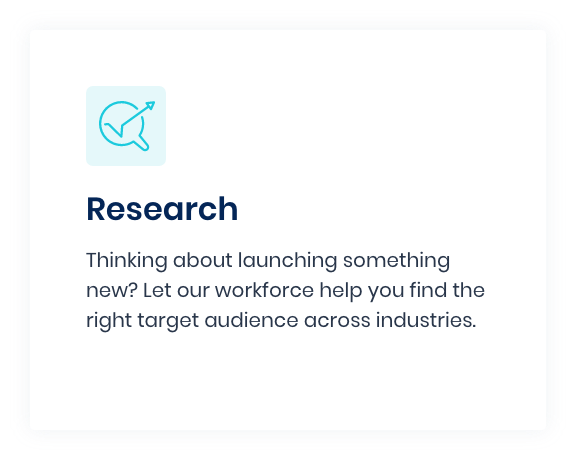 Research
Thinking about launching something
new? Let our workforce help you find the
right target audience across industries.